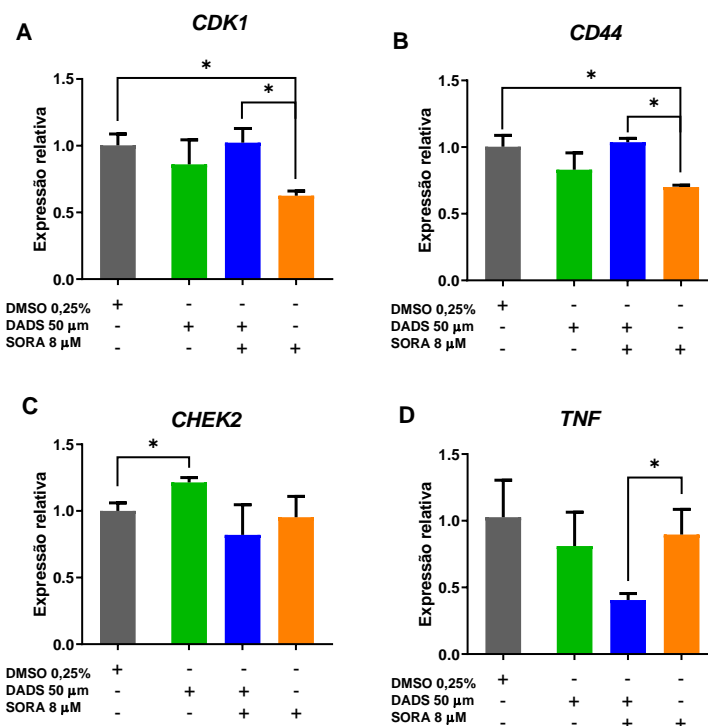 A
CDK1
*
*
Expressão relativa
1.5
1.0
0.5
0.0
DMSO 0,25% + - - -
DADS 50 µm - + + -
SORA 8 µM - - + +
B
CD44
*
*
Expressão relativa
1.5
1.0
0.5
0.0
DMSO 0,25% + - - -
DADS 50 µm - + + -
SORA 8 µM - - + +
C
CHEK2
*
Expressão relativa
1.5
1.0
0.5
0.0
DMSO 0,25% + - - -
DADS 50 µm - + + -
SORA 8 µM - - + +
D
TNF
*
Expressão relativa
1.5
1.0
0.5
0.0
DMSO 0,25% + - - -
DADS 50 µm - + + -
SORA 8 µM - - + +